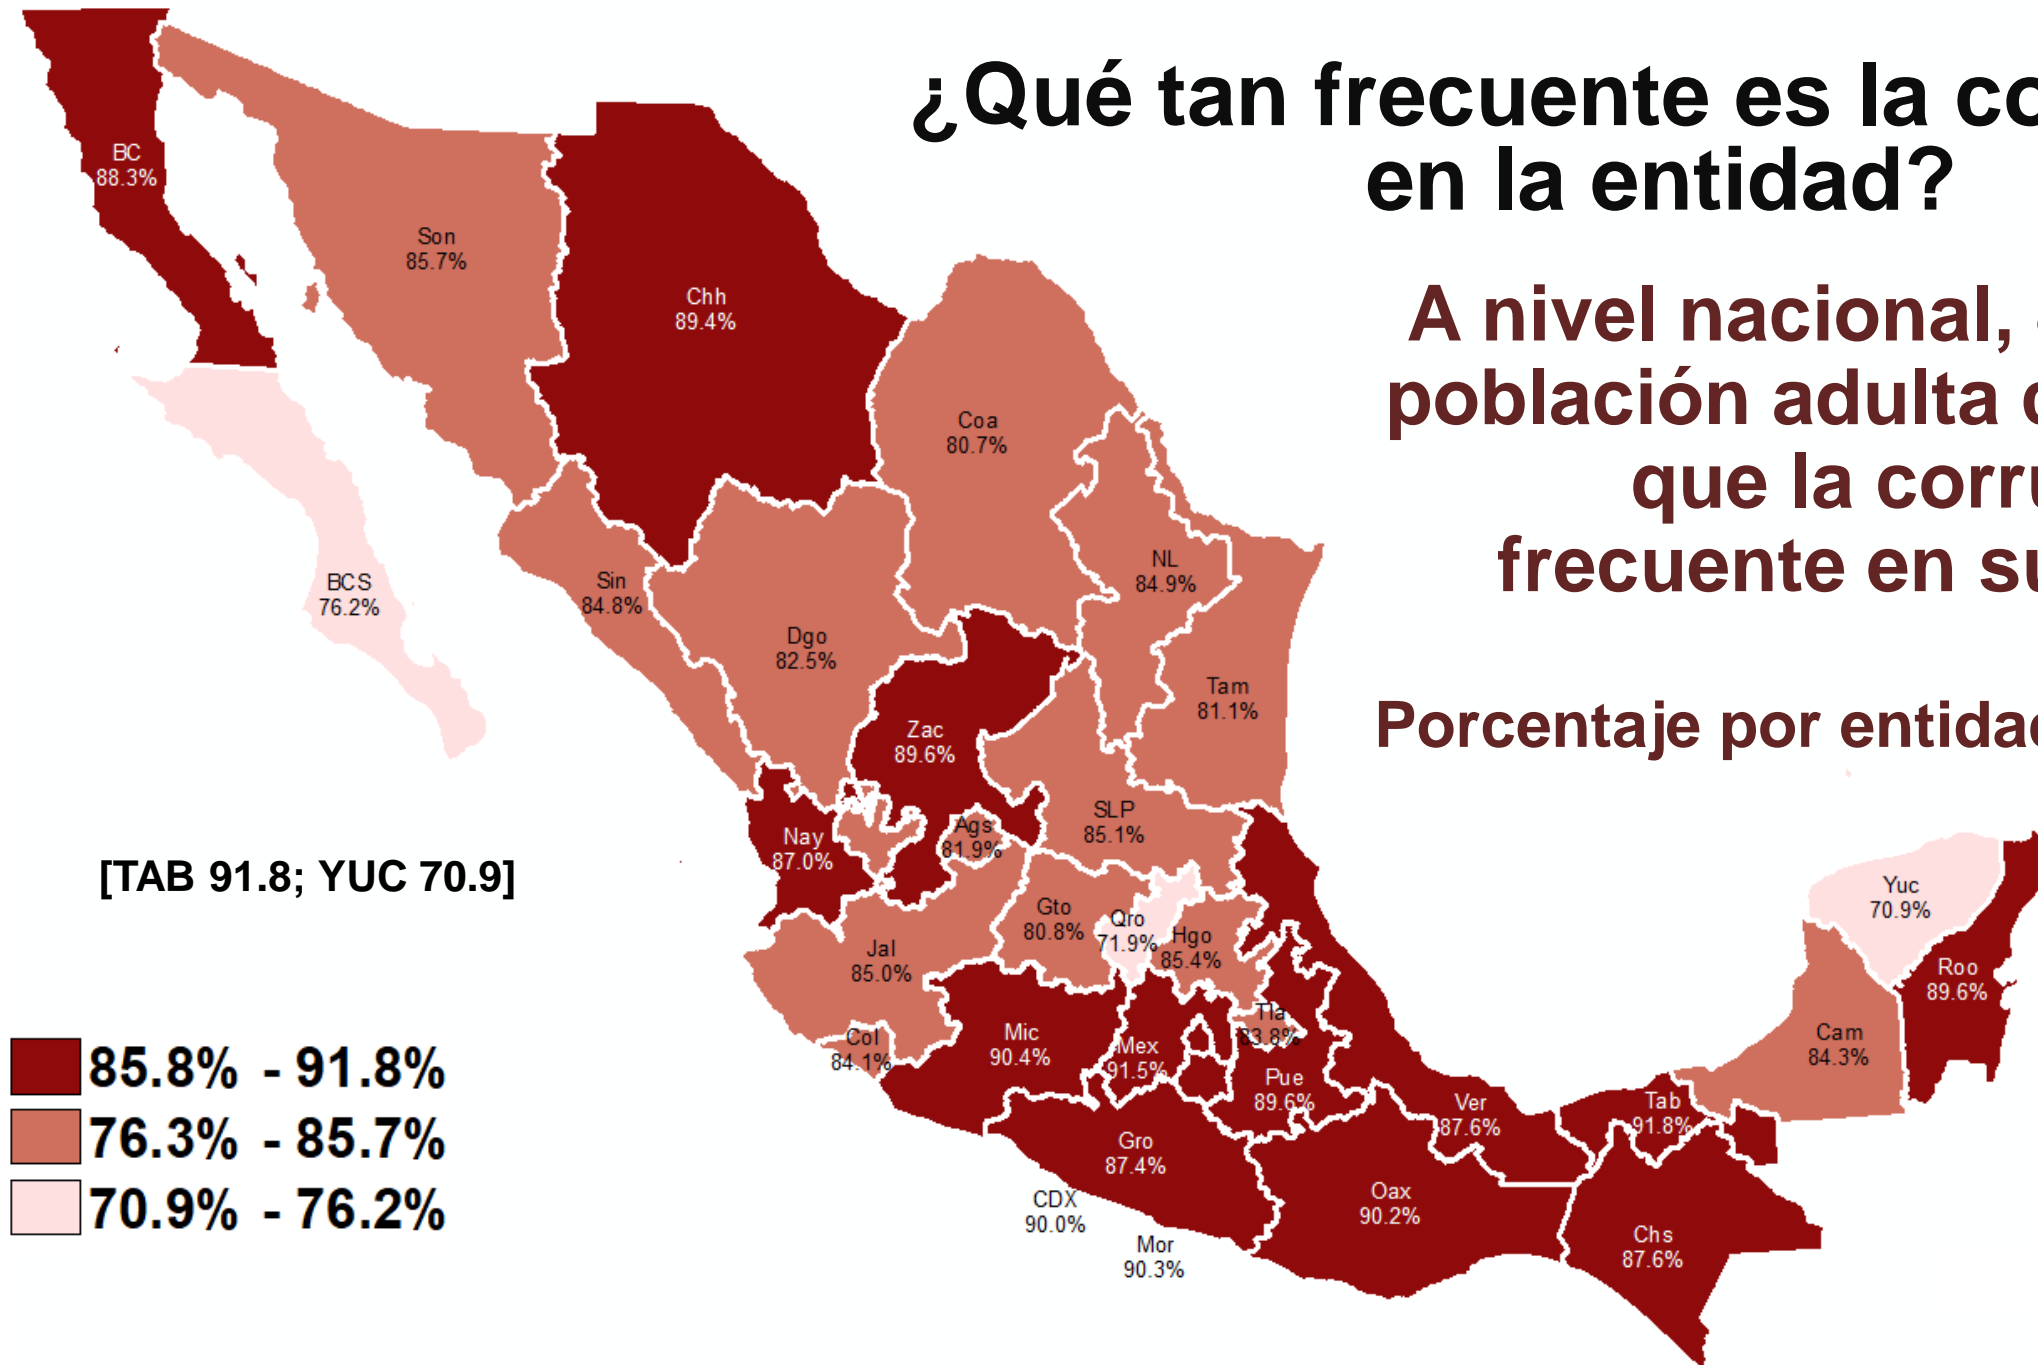 ¿Qué tan frecuente es la co
en la entidad?
A nivel nacional,
población adulta
que la corru
frecuente en su
Porcentaje por entidad
BC
88.3%
Son
85.7%
Chh
89.4%
Coa
80.7%
NL
84.9%
BCS
76.2%
Sin
84.8%
Dgo
82.5%
Tam
81.1%
Zac
89.6%
SLP
85.1%
Nay
87.0%
Ags
81.9%
[TAB 91.8; YUC 70.9]
Yuc
70.9%
Gto
80.8%
Qro
71.9%
Hgo
85.4%
Jal
85.0%
Roo
89.6%
Tla
83.8%
Col
84.1%
Mic
90.4%
Mex
91.5%
Cam
84.3%
Pue
89.6%
Ver
87.6%
Tab
91.8%
Gro
87.4%
CDX
90.0%
Oax
90.2%
Mor
90.3%
Chs
87.6%
85.8% - 91.8%
76.3% - 85.7%
70.9% - 76.2%